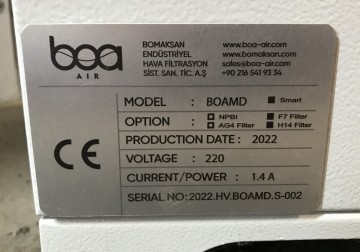 boa
AIR
BOMAKSAN
ENDÜSTRİYEL
HAVA FİLTRASYON
SİST. SAN. TİC. A.Ş
www.boa-air.com
www.bomaksan.com
sales@boa-air.com
+90 216 541 93 34
MODEL : BOAMD Smart
OPTION : NPBI F7 Filter
AG4 Filter H14 Filter
PRODUCTION DATE : 2022
VOLTAGE : 220
CURRENT/POWER : 1.4 A
SERIAL NO:2022.HV.BOAMD.S-002
CE